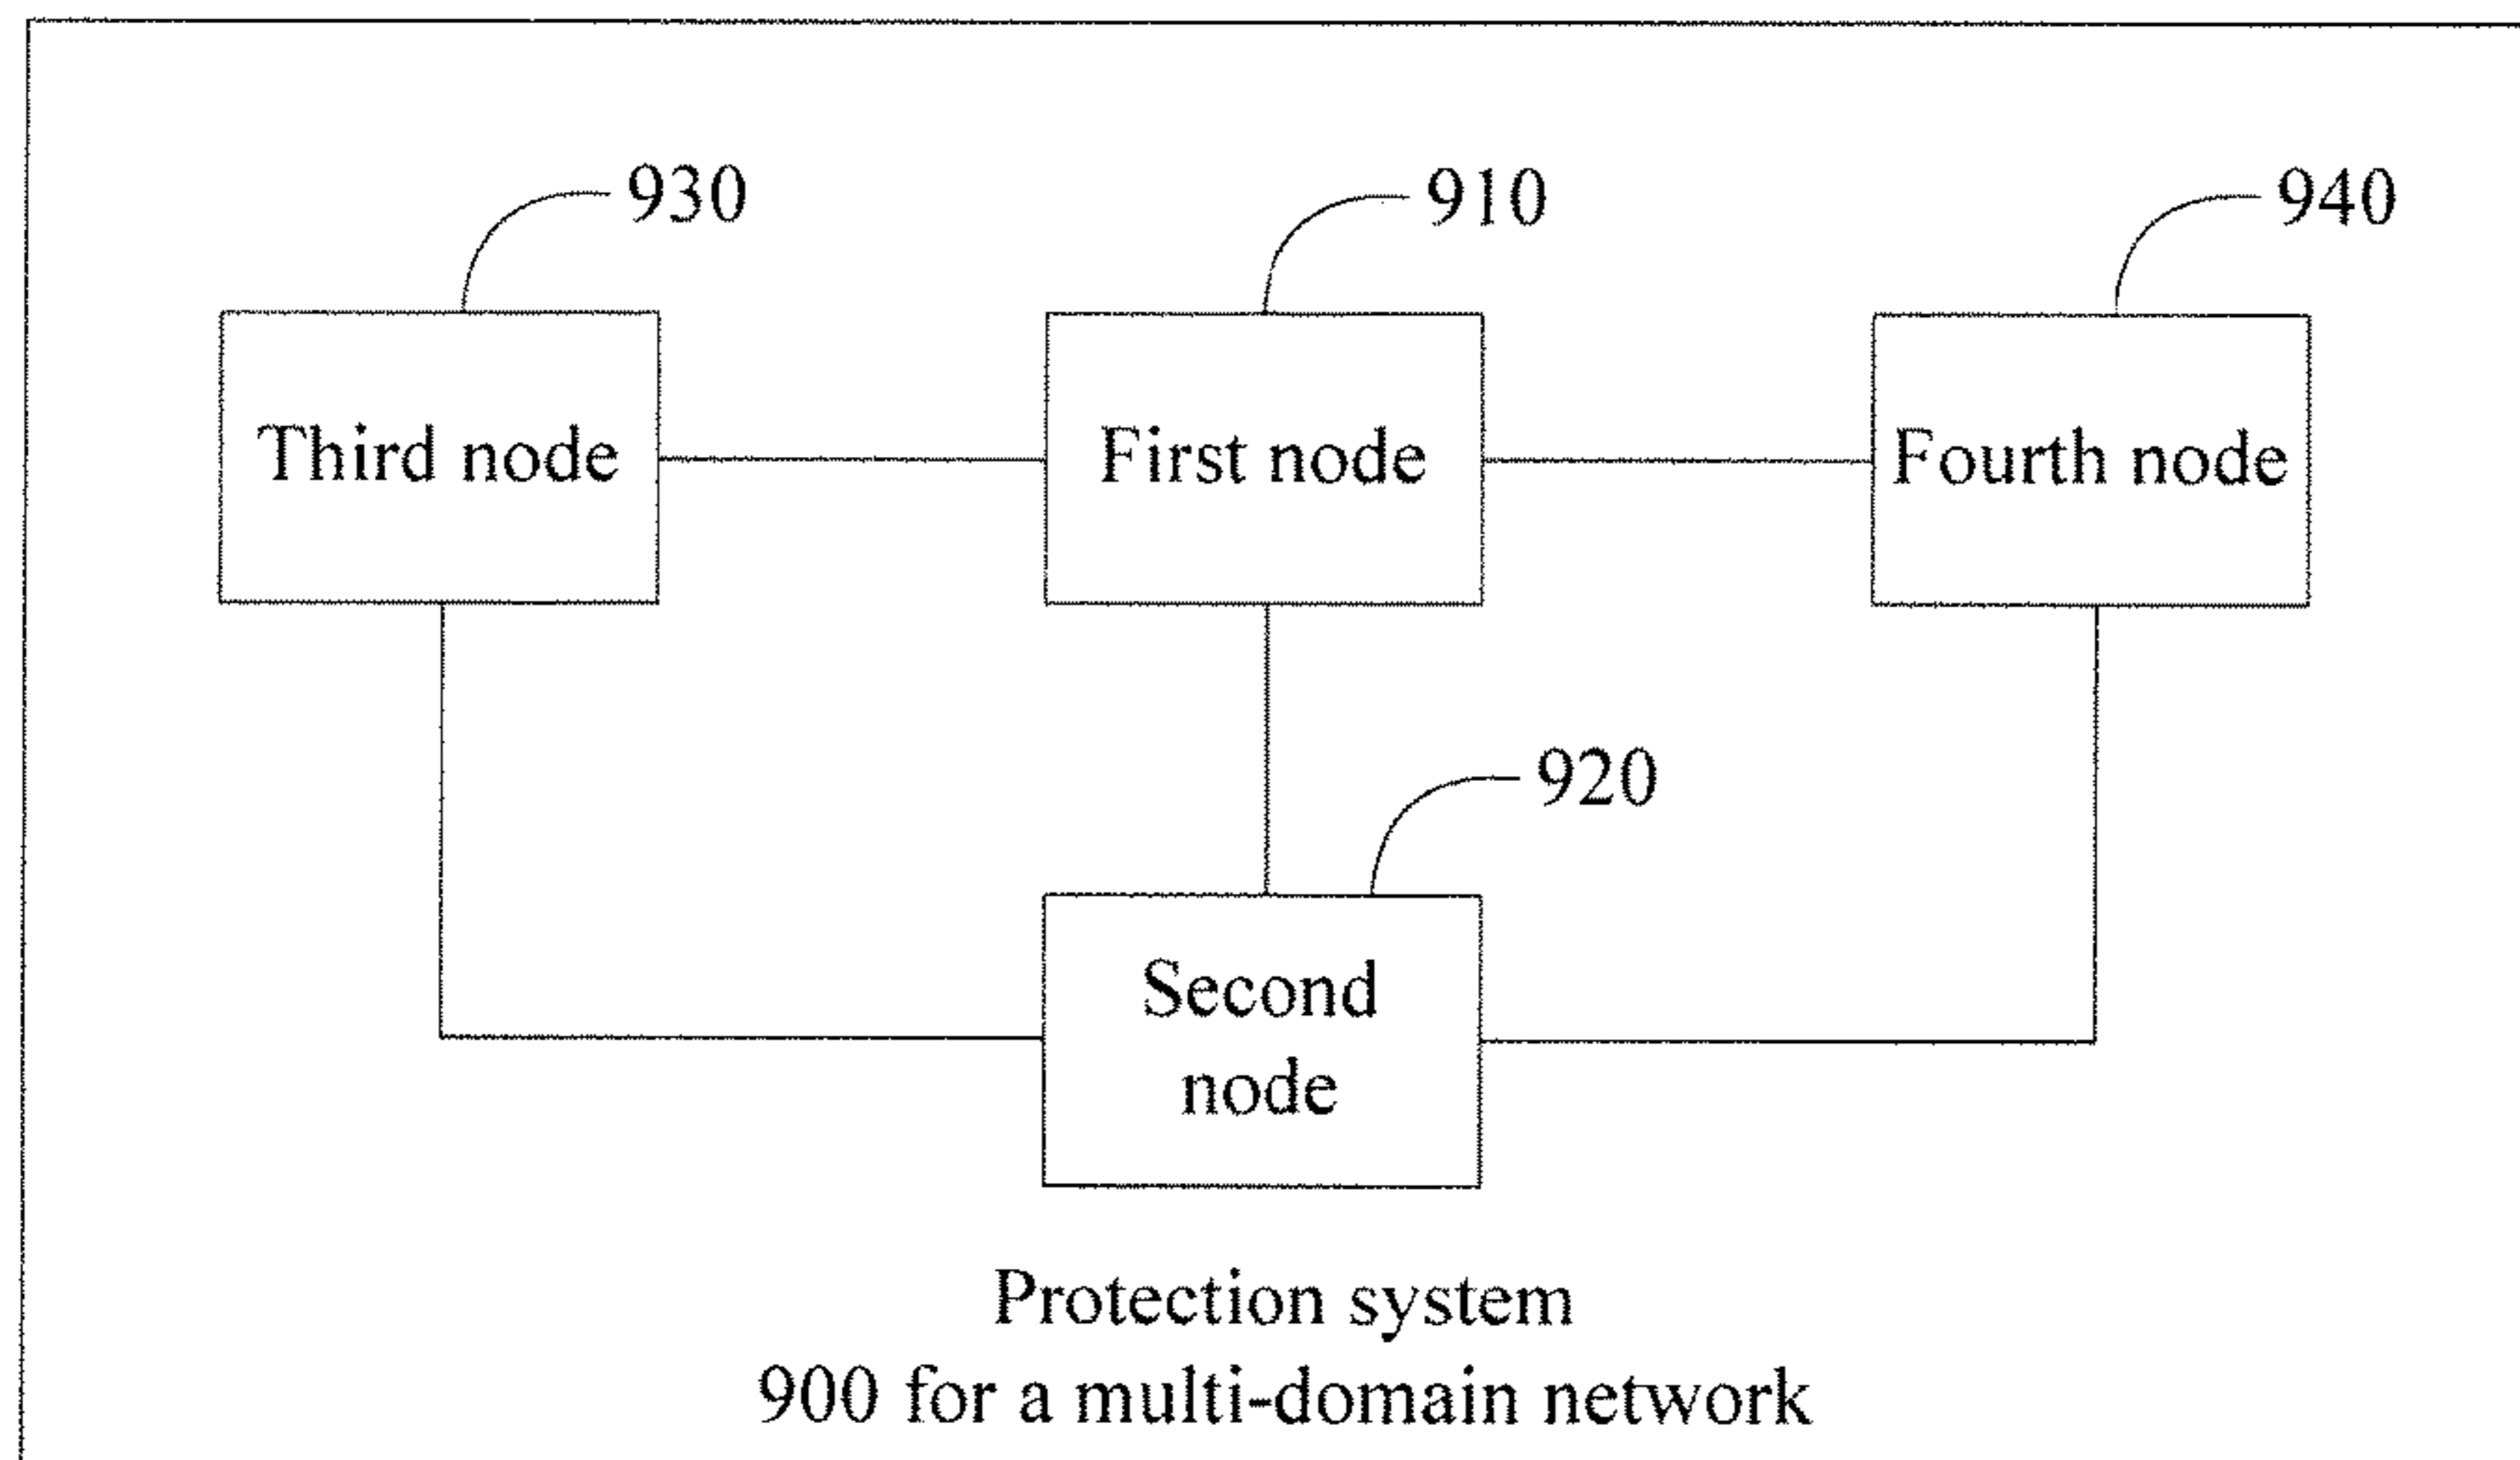 930
910
940
Third node
First node
Fourth node
920
Second
node
Protection system
900 for a multi-domain network